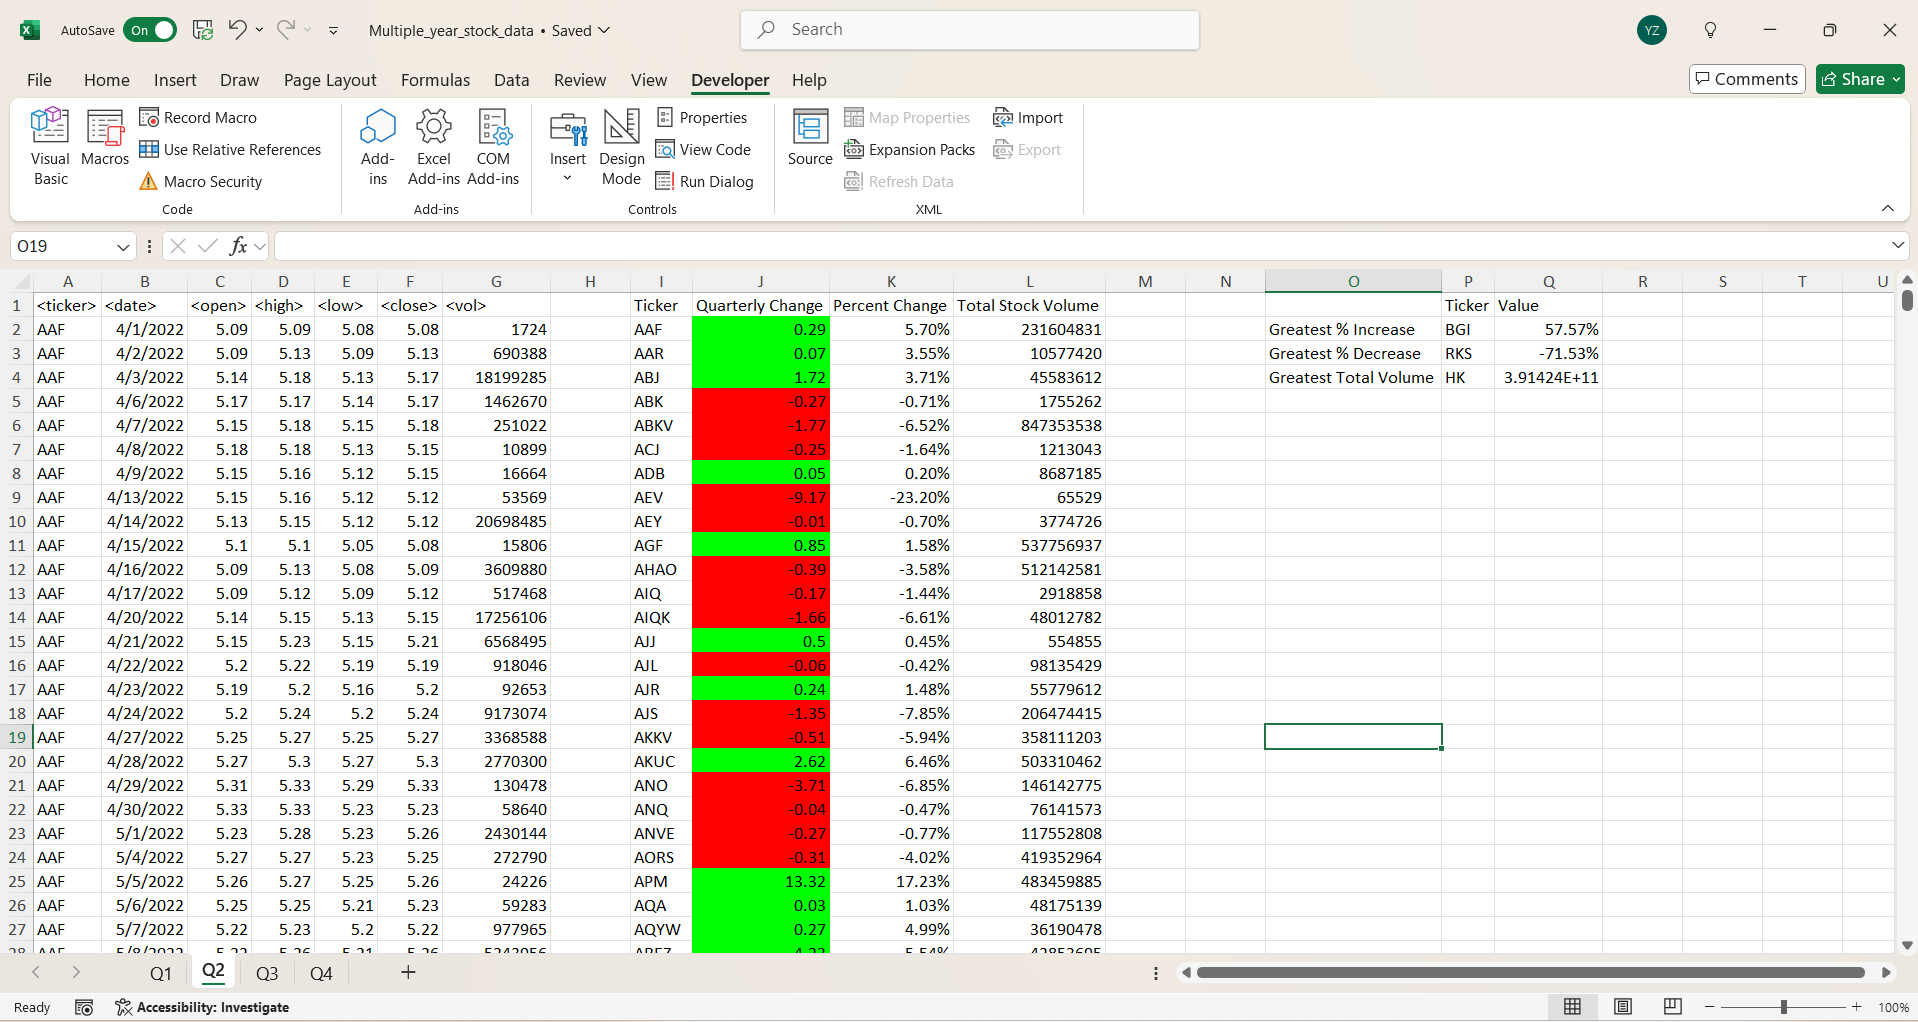 AutoSave On Multiple_year_stock_data • Saved Search YZ
File Home Insert Draw Page Layout Formulas Data Review View Developer Help Comments Share
Visual Basic
Macros
Record Macro
Use Relative References
Macro Security
Code
Add-ins
Excel Add-ins
COM Add-ins
Add-ins
Insert
Design Mode
Properties
View Code
Run Dialog
Controls
Source
Map Properties
Expansion Packs
Refresh Data
Import
Export
XML
O19 fx
A B C D E F G H I J K L M N O P Q R S T U
1 <ticker> <date> <open> <high> <low> <close> <vol> Ticker Quarterly Change Percent Change Total Stock Volume Ticker Value
2 AAF 4/1/2022 5.09 5.09 5.08 5.08 1724 AAF 0.29 5.70% 231604831 Greatest % Increase BGI 57.57%
3 AAF 4/2/2022 5.09 5.13 5.09 5.13 690388 AAR 0.07 3.55% 10577420 Greatest % Decrease RKS -71.53%
4 AAF 4/3/2022 5.14 5.18 5.13 5.17 18199285 ABJ 1.72 3.71% 45583612 Greatest Total Volume HK 3.91424E+11
5 AAF 4/6/2022 5.17 5.17 5.14 5.17 1462670 ABK -0.27 -0.71% 1755262
6 AAF 4/7/2022 5.15 5.18 5.15 5.18 251022 ABKV -1.77 -6.52% 847353538
7 AAF 4/8/2022 5.18 5.18 5.13 5.15 10899 ACJ -0.25 -1.64% 1213043
8 AAF 4/9/2022 5.15 5.16 5.12 5.15 16664 ADB 0.05 0.20% 8687185
9 AAF 4/13/2022 5.15 5.16 5.12 5.12 53569 AEV -9.17 -23.20% 65529
10 AAF 4/14/2022 5.13 5.15 5.12 5.12 20698485 AEY -0.01 -0.70% 3774726
11 AAF 4/15/2022 5.1 5.1 5.05 5.08 15806 AGF 0.85 1.58% 537756937
12 AAF 4/16/2022 5.09 5.13 5.08 5.09 3609880 AHAO -0.39 -3.58% 512142581
13 AAF 4/17/2022 5.09 5.12 5.09 5.12 517468 AIQ -0.17 -1.44% 2918858
14 AAF 4/20/2022 5.14 5.15 5.13 5.15 17256106 AIQK -1.66 -6.61% 48012782
15 AAF 4/21/2022 5.15 5.23 5.15 5.21 6568495 AJJ 0.5 0.45% 554855
16 AAF 4/22/2022 5.2 5.22 5.19 5.19 918046 AJL -0.06 -0.42% 98135429
17 AAF 4/23/2022 5.19 5.2 5.16 5.2 92653 AJR 0.24 1.48% 55779612
18 AAF 4/24/2022 5.2 5.24 5.2 5.24 9173074 AJS -1.35 -7.85% 206474415
19 AAF 4/27/2022 5.25 5.27 5.25 5.27 3368588 AKKV -0.51 -5.94% 358111203
20 AAF 4/28/2022 5.27 5.3 5.27 5.3 2770300 AKUC 2.62 6.46% 503310462
21 AAF 4/29/2022 5.31 5.33 5.29 5.33 130478 ANO -3.71 -6.85% 146142775
22 AAF 4/30/2022 5.33 5.33 5.23 5.23 58640 ANQ -0.04 -0.47% 76141573
23 AAF 5/1/2022 5.23 5.28 5.23 5.26 2430144 ANVE -0.27 -0.77% 117552808
24 AAF 5/4/2022 5.27 5.27 5.23 5.25 272790 AORS -0.31 -4.02% 419352964
25 AAF 5/5/2022 5.26 5.27 5.25 5.26 24226 APM 13.32 17.23% 483459885
26 AAF 5/6/2022 5.25 5.25 5.21 5.23 59283 AQA 0.03 1.03% 48175139
27 AAF 5/7/2022 5.22 5.23 5.2 5.22 977965 AQYW 0.27 4.99% 36190478
28 AAF 5/8/2022
Q1 Q2 Q3 Q4
Ready Accessibility: Investigate 100%